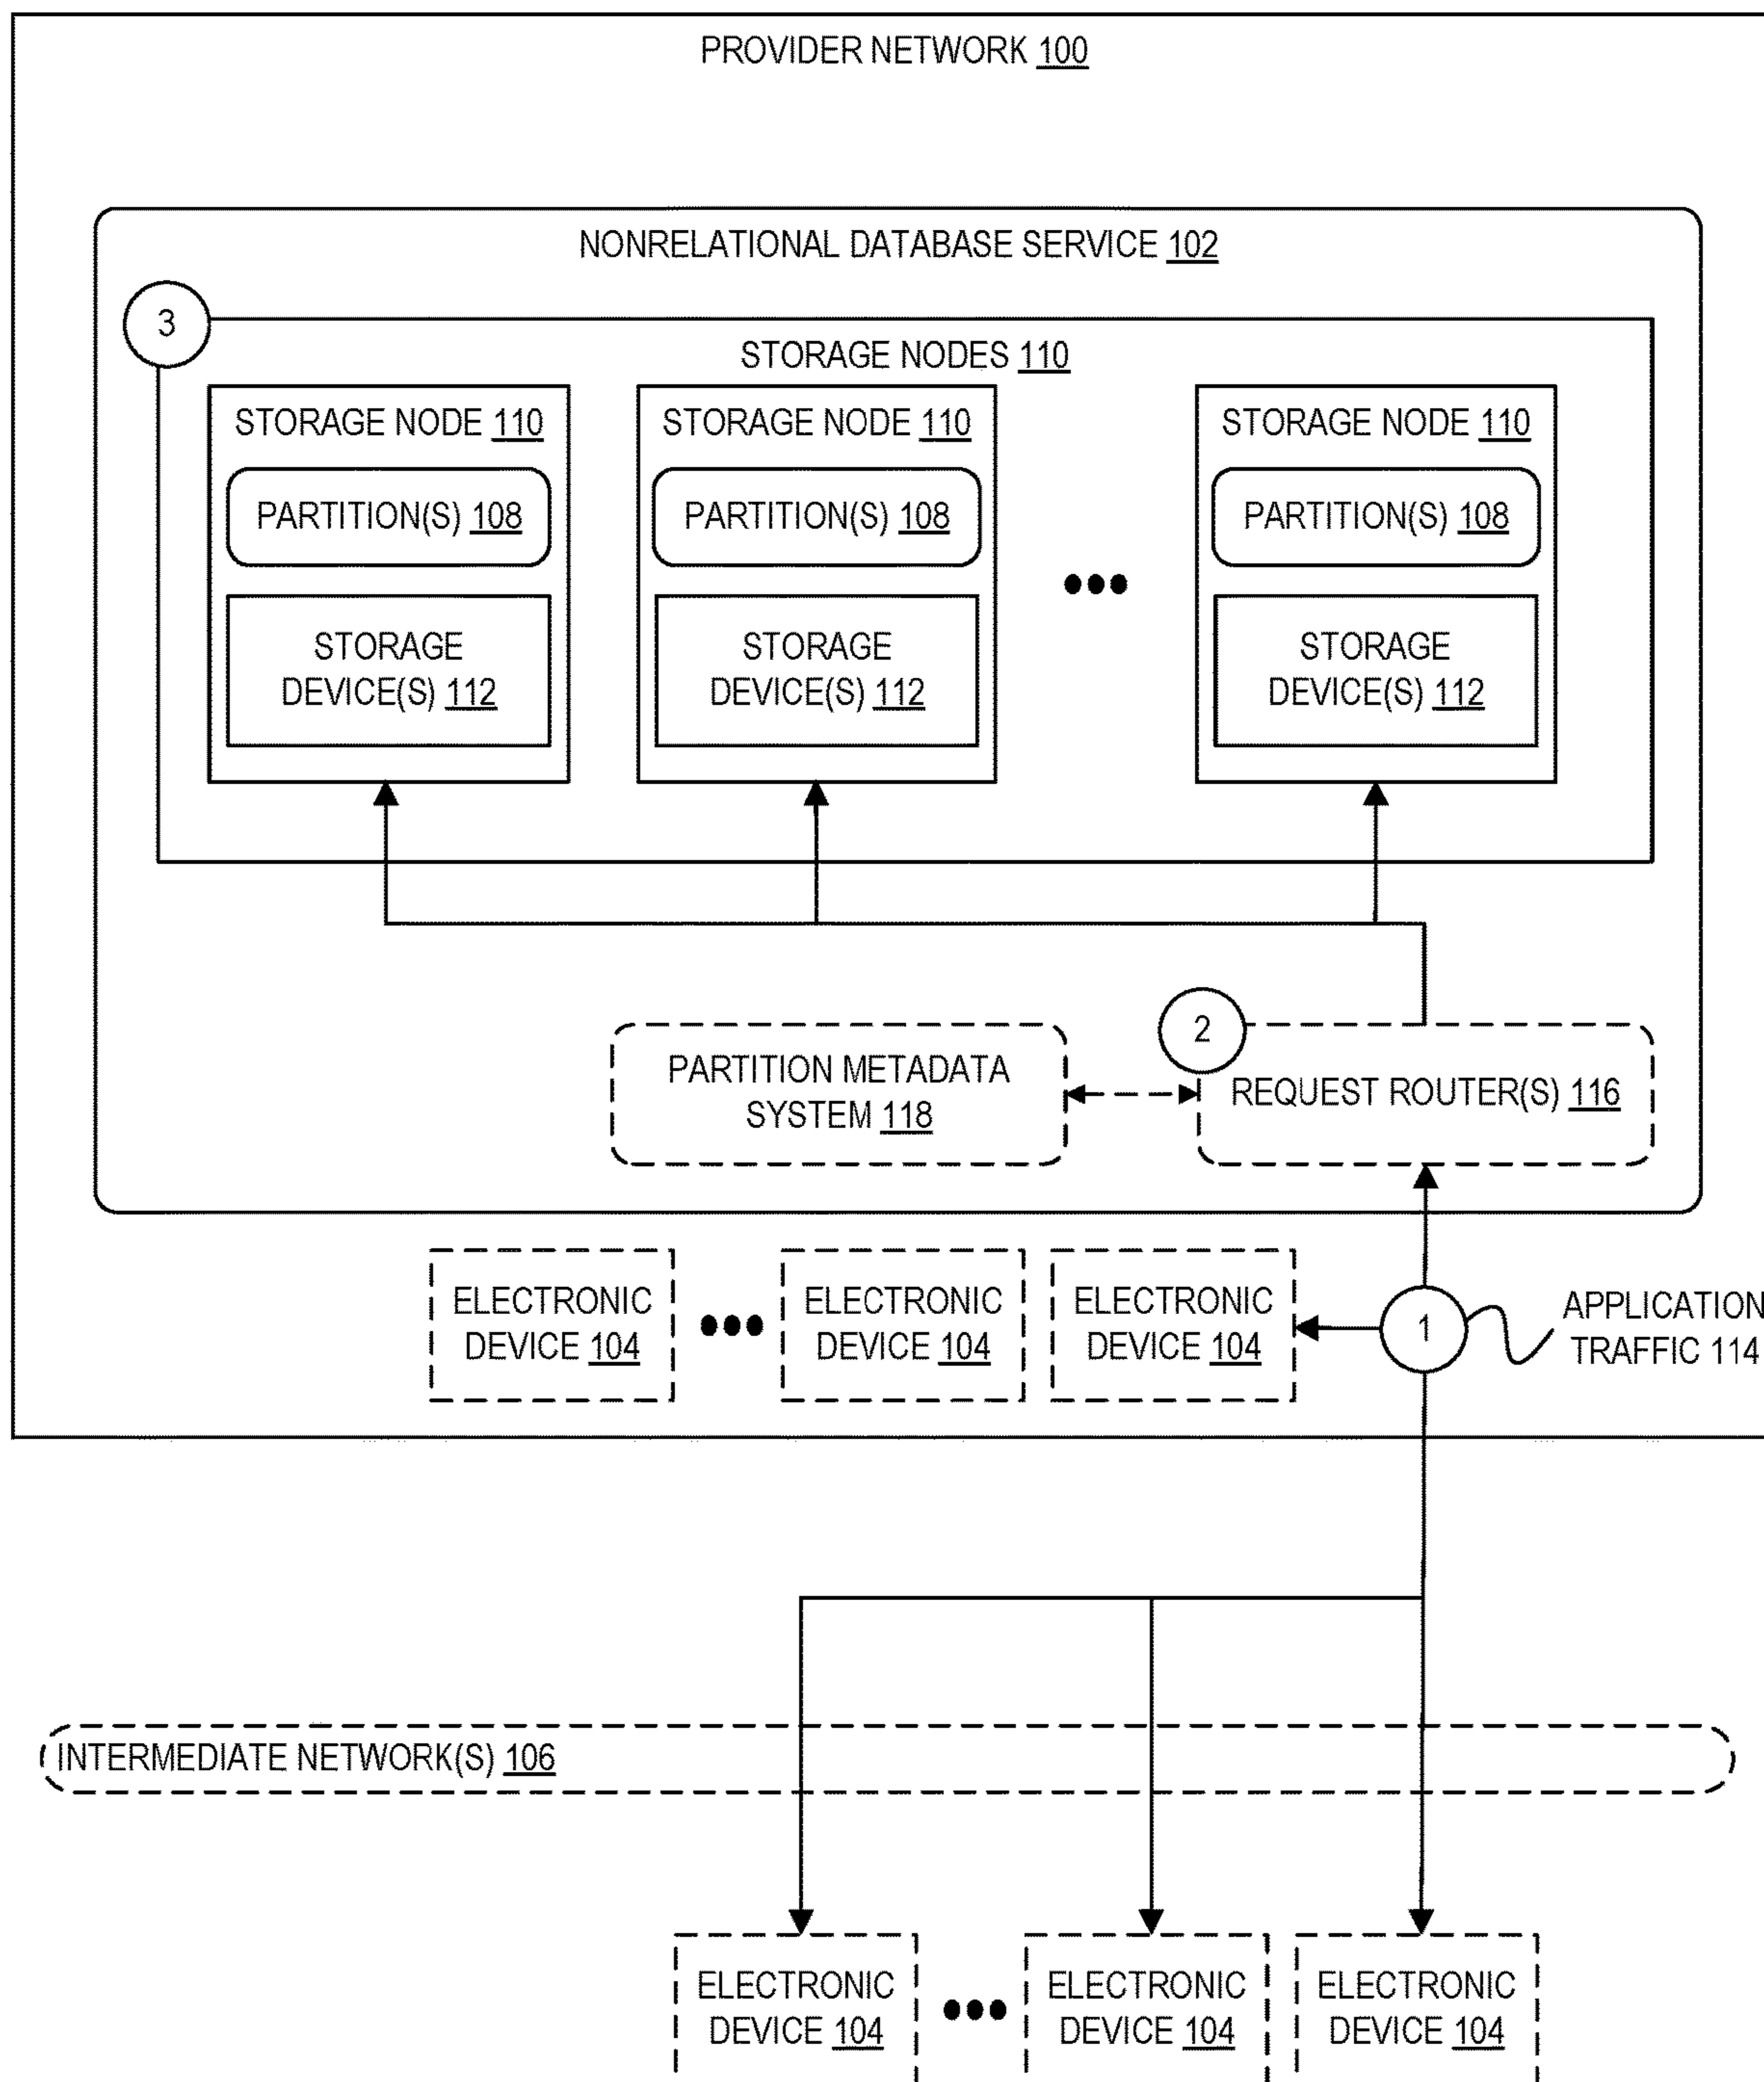 PROVIDER NETWORK 100
NONRELATIONAL DATABASE SERVICE 102
3
STORAGE NODES 110
STORAGE NODE 110
PARTITION(S) 108
STORAGE
DEVICE(S) 112
STORAGE NODE 110
PARTITION(S) 108
STORAGE
DEVICE(S) 112
STORAGE NODE 110
PARTITION(S) 108
STORAGE
DEVICE(S) 112
PARTITION METADATA
SYSTEM 118
2
REQUEST ROUTER(S) 116
ELECTRONIC
DEVICE 104
ELECTRONIC
DEVICE 104
ELECTRONIC
DEVICE 104
1
APPLICATION
TRAFFIC 114
INTERMEDIATE NETWORK(S) 106
ELECTRONIC
DEVICE 104
ELECTRONIC
DEVICE 104
ELECTRONIC
DEVICE 104